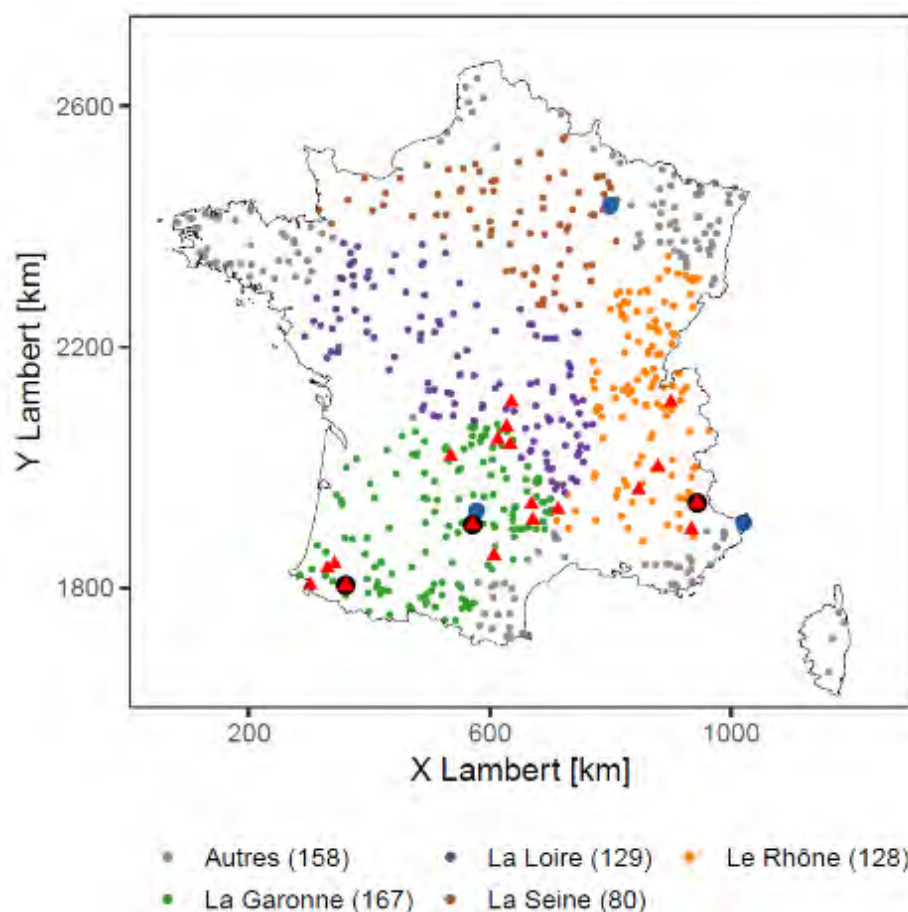 2600
2200
1800
Y Lambert [km]
200 600 1000
X Lambert [km]
Autres (158) La Loire (129) Le Rhône (128)
La Garonne (167) La Seine (80)